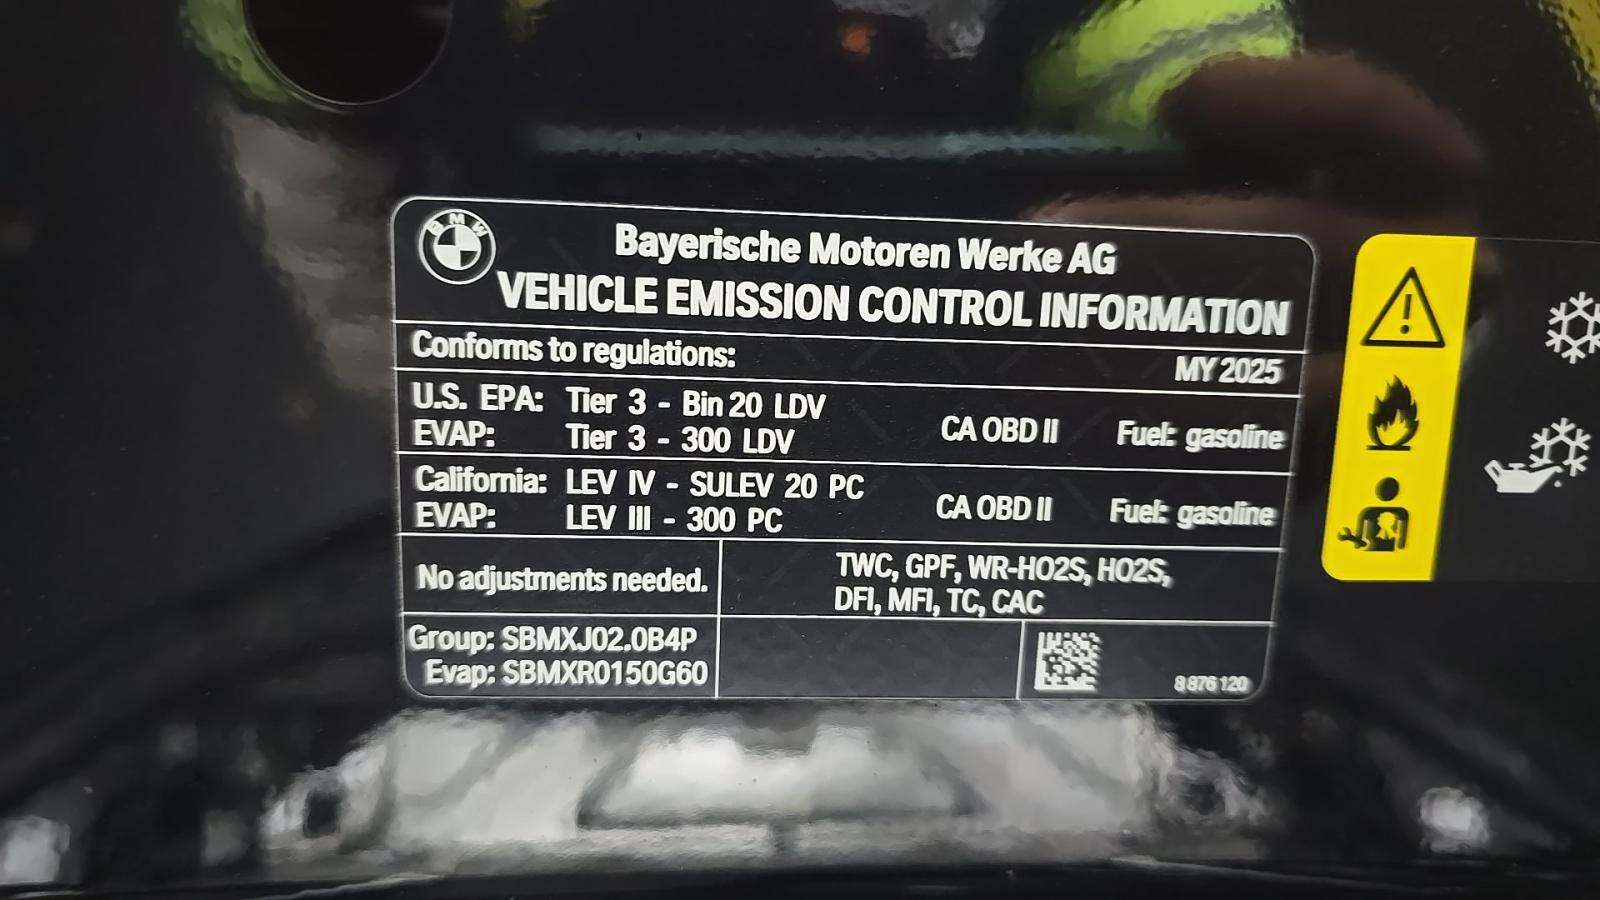 BMW
Bayerische Motoren Werke AG
VEHICLE EMISSION CONTROL INFORMATION
Conforms to regulations: MY 2025
U.S. EPA: Tier 3 - Bin 20 LDV CA OBD II Fuel: gasoline
EVAP: Tier 3 - 300 LDV
California: LEV IV - SULEV 20 PC CA OBD II Fuel: gasoline
EVAP: LEV III - 300 PC
No adjustments needed.
TWC, GPF, WR-HO2S, HO2S,
DFI, MFI, TC, CAC
Group: SBMXJ02.0B4P
Evap: SBMXR0150G60
8 876 120